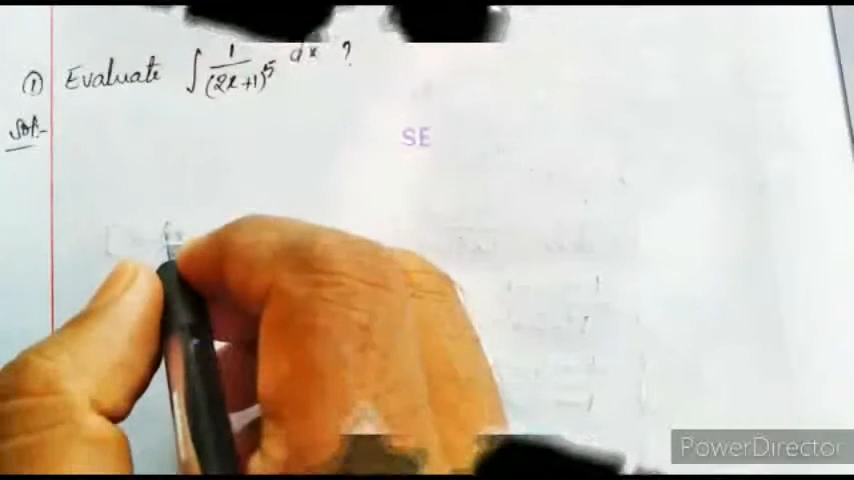 ① Evaluate ∫ 1/(2x+1)^5 dx ?
Sol:-
SE
PowerDirector